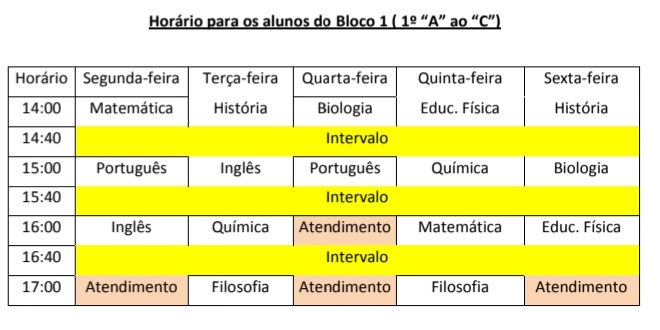 Horário para os alunos do Bloco 1 ( 1º “A” ao “C”)
Horário Segunda-feira Terça-feira Quarta-feira Quinta-feira Sexta-feira
14:00 Matemática História Biologia Educ. Física História
14:40 Intervalo
15:00 Português Inglês Português Química Biologia
15:40 Intervalo
16:00 Inglês Química Atendimento Matemática Educ. Física
16:40 Intervalo
17:00 Atendimento Filosofia Atendimento Filosofia Atendimento